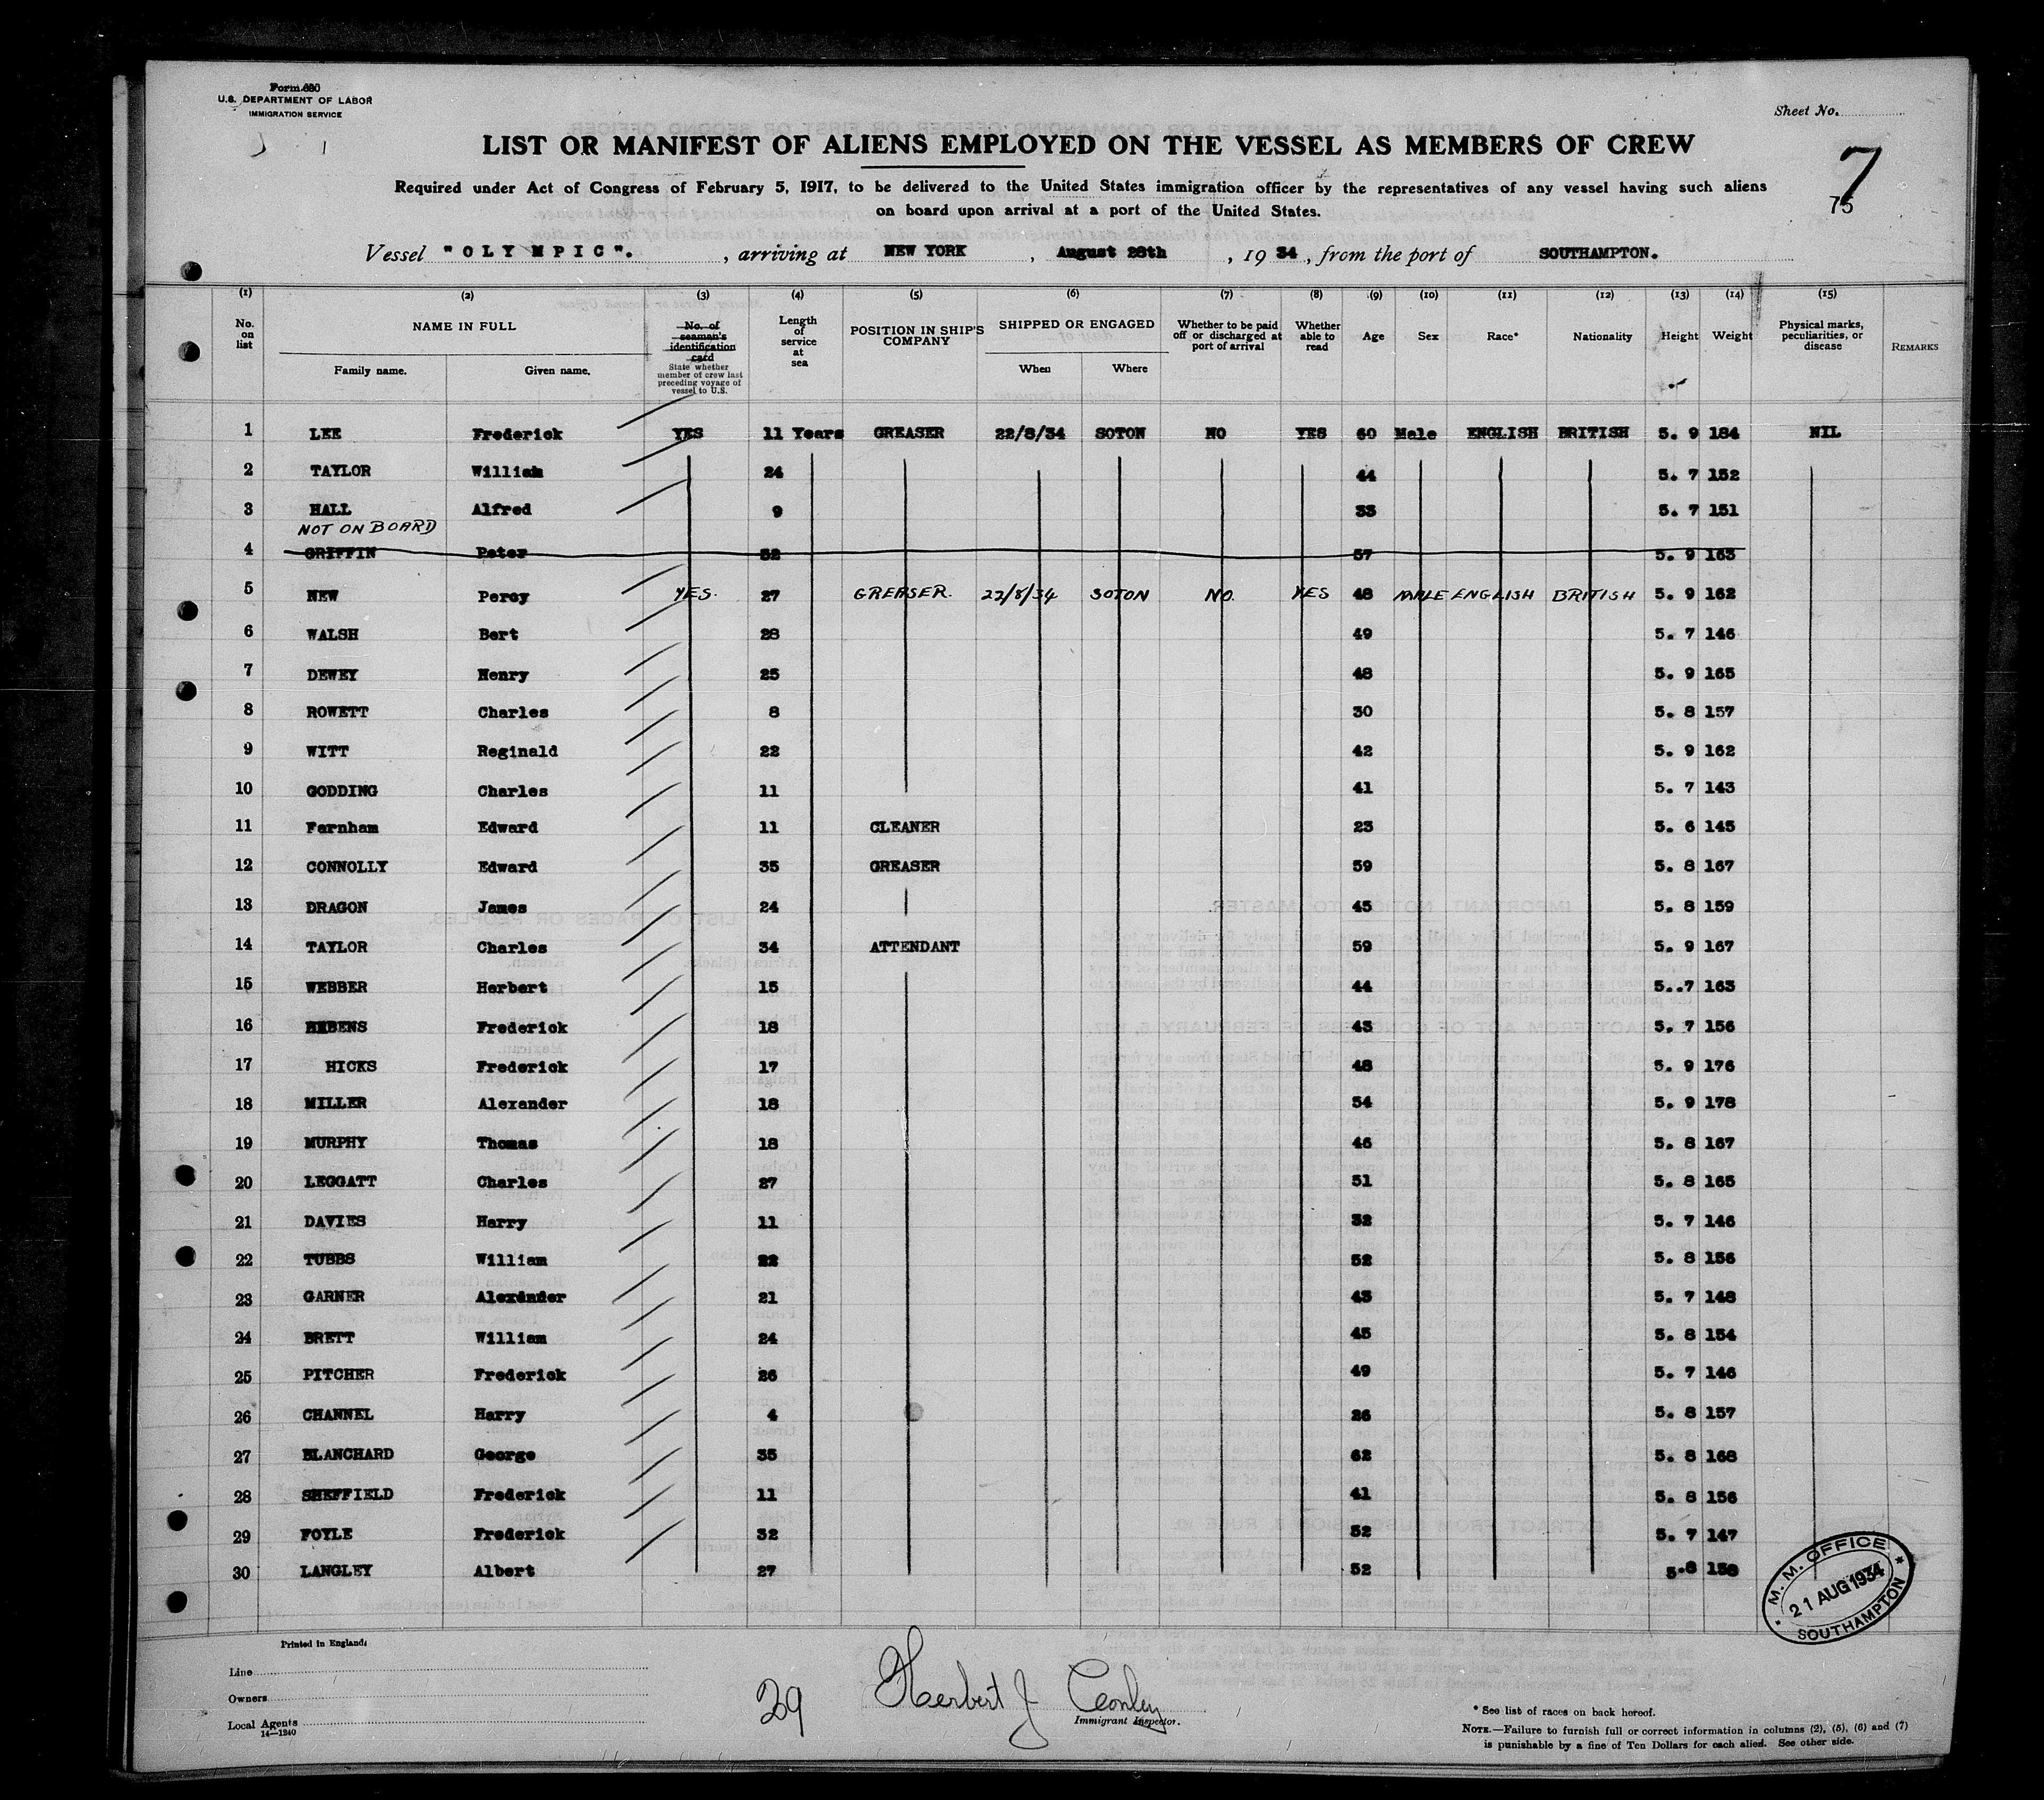 Form 680
U.S. DEPARTMENT OF LABOR
IMMIGRATION SERVICE
Sheet No.
LIST OR MANIFEST OF ALIENS EMPLOYED ON THE VESSEL AS MEMBERS OF CREW
7
75
Required under Act of Congress of February 5, 1917, to be delivered to the United States immigration officer by the representatives of any vessel having such aliens
on board upon arrival at a port of the United States.
Vessel "OLYMPIC". , arriving at NEW YORK , August 28th , 19 34 , from the port of SOUTHAMPTON.
(1) (2) (3) (4) (5) (6) (7) (8) (9) (10) (11) (12) (13) (14) (15)
No. on list NAME IN FULL Family name. Given name. No. of seaman's identification card State whether member of crew last preceding voyage of vessel to U.S. Length of service at sea POSITION IN SHIP'S COMPANY SHIPPED OR ENGAGED When Where Whether to be paid off or discharged at port of arrival Whether able to read Age Sex Race* Nationality Height Weight Physical marks, peculiarities, or disease REMARKS
1 LEE Frederick YES 11 Years GREASER 22/8/34 SOTON NO YES 60 Male ENGLISH BRITISH 5. 9 184 NIL
2 TAYLOR William 24 44 5. 7 152
3 HALL Alfred 9 33 5. 7 151
NOT ON BOARD
4 GRIFFIN Peter 32 57 5. 9 163
5 NEW Percy YES. 27 GREASER. 22/8/34 SOTON NO. YES 48 MALE ENGLISH BRITISH 5. 9 162
6 WALSH Bert 28 49 5. 7 146
7 DEWEY Henry 25 48 5. 9 165
8 ROWETT Charles 8 30 5. 8 157
9 WITT Reginald 22 42 5. 9 162
10 GODDING Charles 11 41 5. 7 143
11 Farnham Edward 11 CLEANER 23 5. 6 145
12 CONNOLLY Edward 35 GREASER 59 5. 8 167
13 DRAGON James 24 45 5. 8 159
14 TAYLOR Charles 34 ATTENDANT 59 5. 9 167
15 WEBBER Herbert 15 44 5..7 163
16 Frederick 18 43 5. 7 156
17 HICKS Frederick 17 48 5. 9 176
18 MILLER Alexander 18 54 5. 9 178
19 MURPHY Thomas 18 46 5. 8 167
20 LEGGATT Charles 27 51 5. 8 165
21 DAVIES Harry 11 32 5. 7 146
22 TUBBS William 22 52 5. 8 156
23 GARNER Alexander 21 43 5. 7 148
24 BRETT William 24 45 5. 8 154
25 PITCHER Frederick 26 49 5. 7 146
26 CHANNEL Harry 4 26 5. 8 157
27 BLANCHARD George 35 62 5. 8 168
28 SHEFFIELD Frederick 11 41 5. 8 156
29 FOYLE Frederick 32 52 5. 7 147
30 LANGLEY Albert 27 52 5.8 158
M. M. OFFICE
21 AUG 1934
SOUTHAMPTON
Printed in England.
Line
Owners
Local Agents
14—1240
29
Herbert J Conley
Immigrant Inspector.
* See list of races on back hereof.
NOTE.—Failure to furnish full or correct information in columns (2), (5), (6) and (7)
is punishable by a fine of Ten Dollars for each alien. See other side.